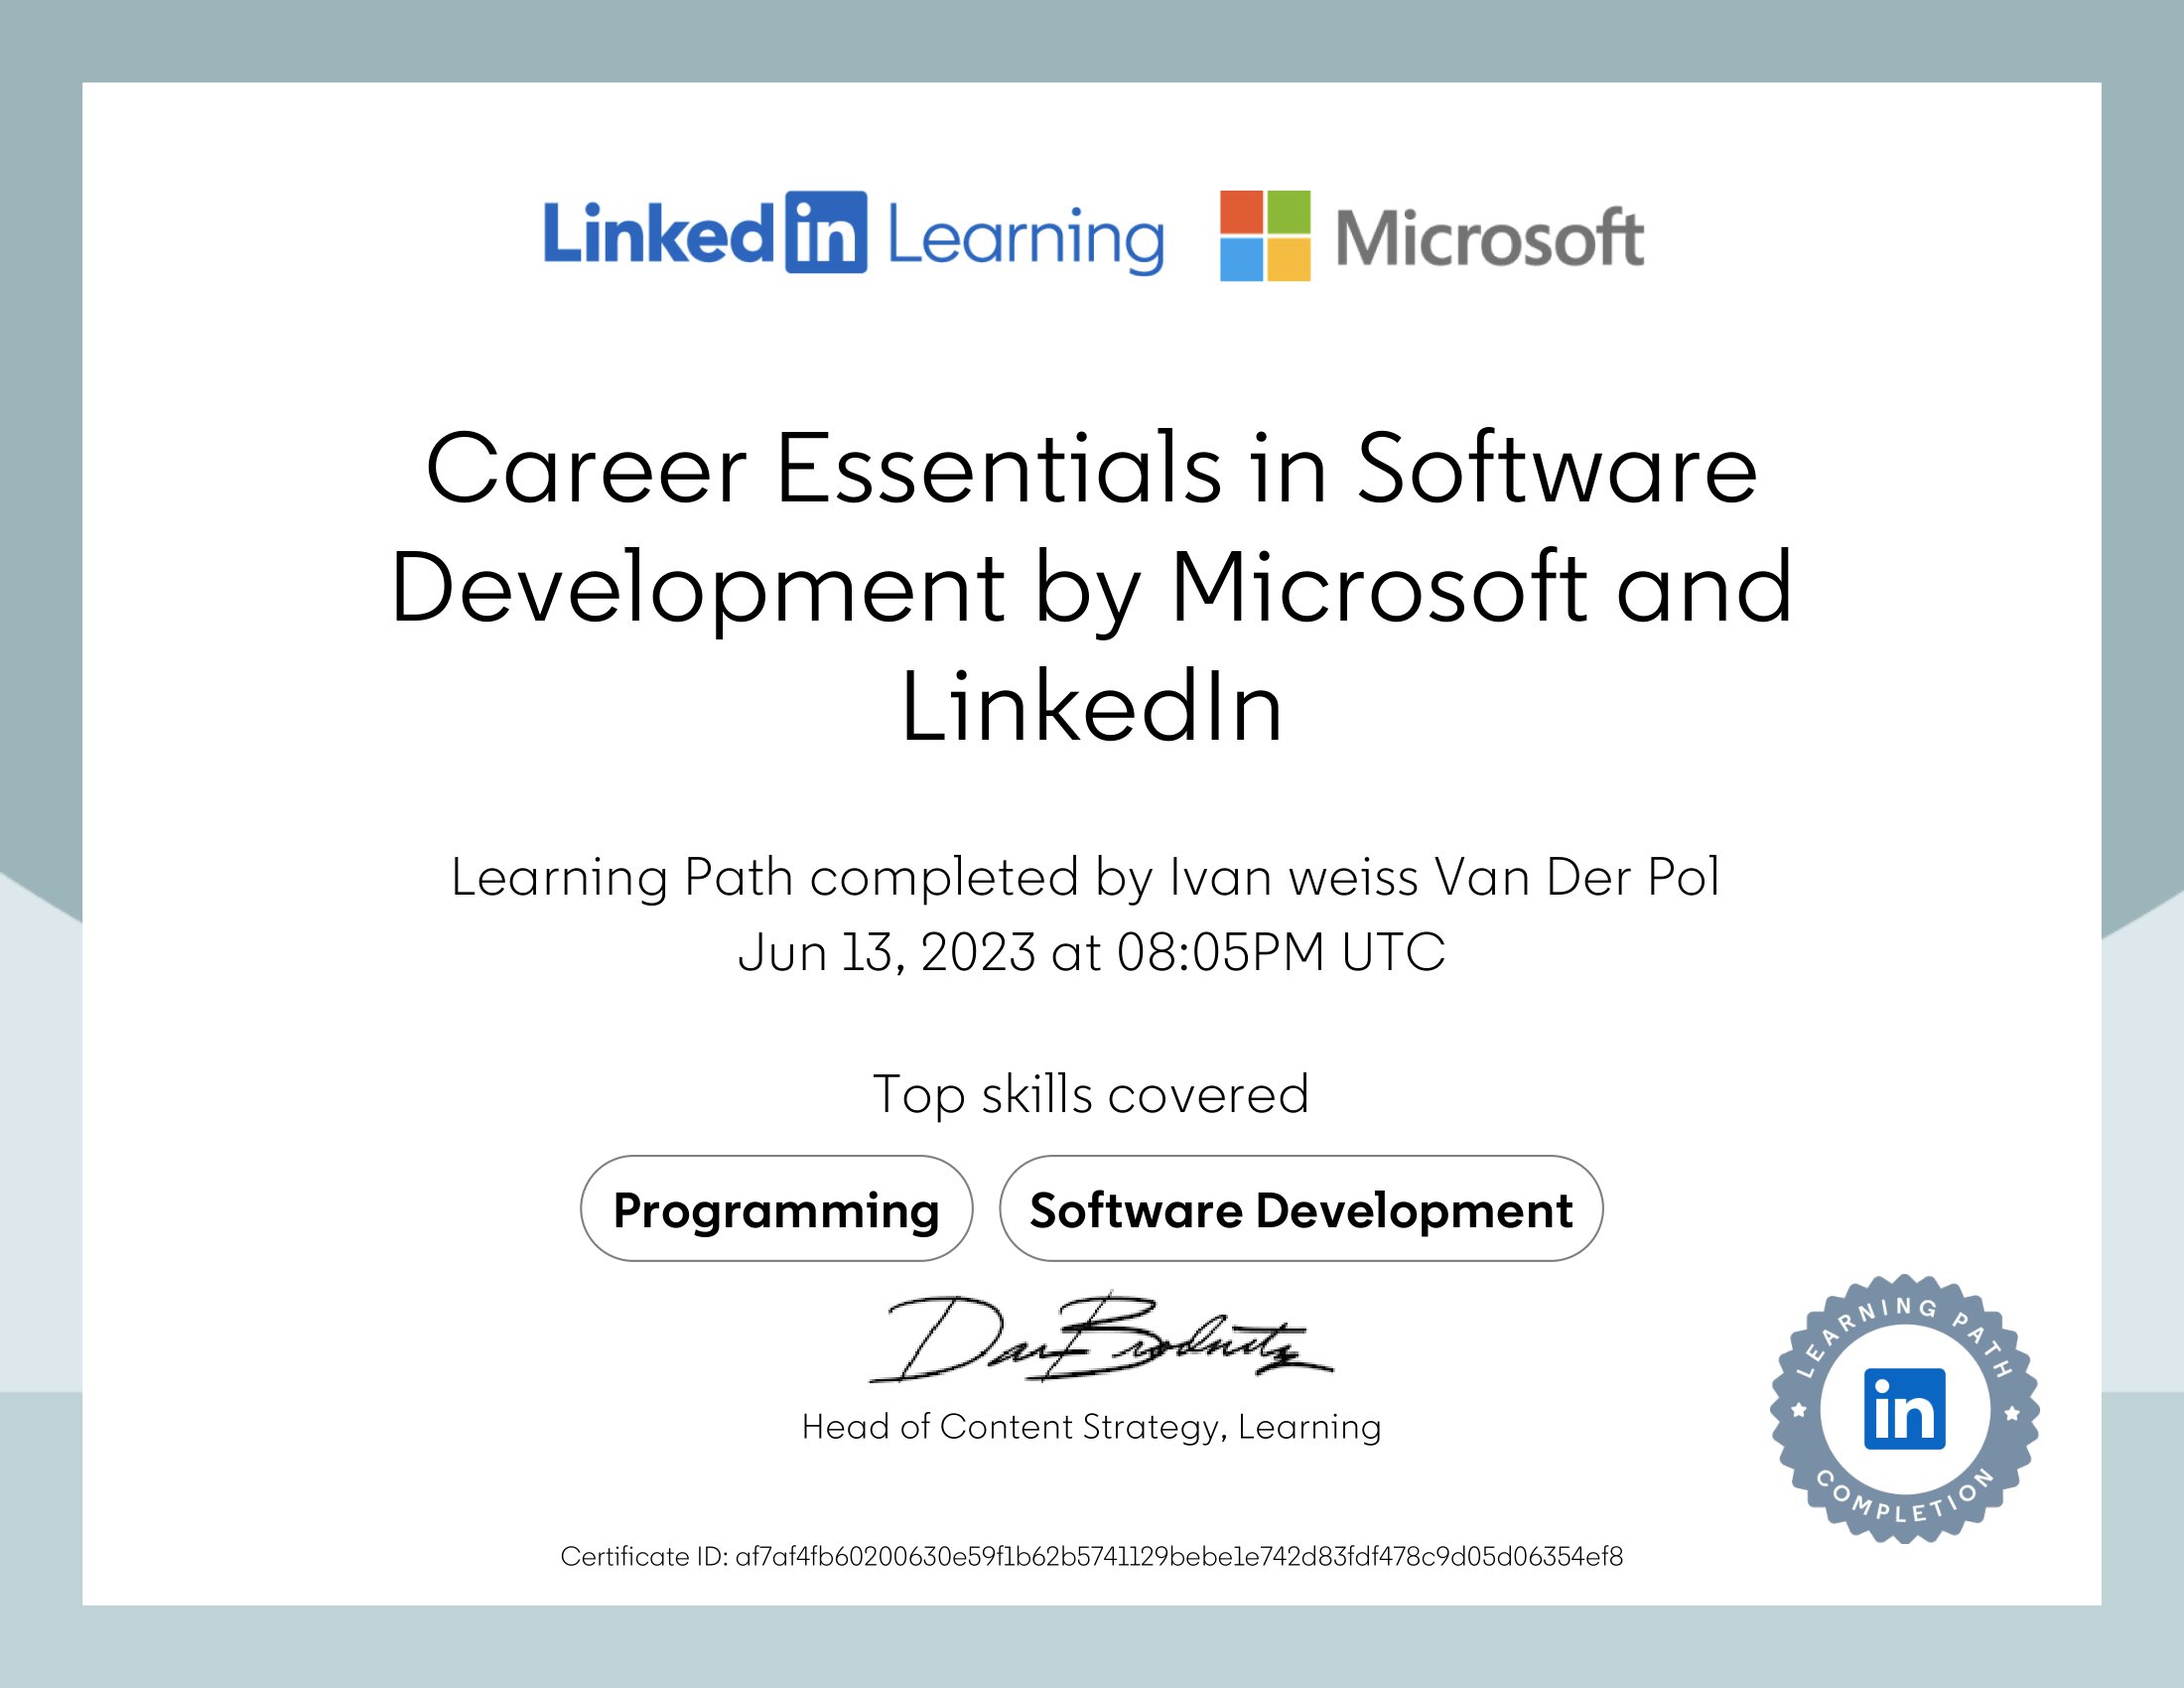 Linked in Learning Microsoft
Career Essentials in Software
Development by Microsoft and
LinkedIn
Learning Path completed by Ivan weiss Van Der Pol
Jun 13, 2023 at 08:05PM UTC
Top skills covered
Programming Software Development
Head of Content Strategy, Learning
LEARNING PATH
in
COMPLETION
Certificate ID: af7af4fb60200630e59f1b62b5741129bebe1e742d83fdf478c9d05d06354ef8